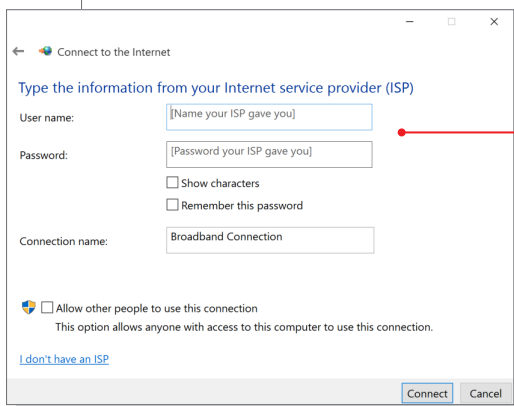 Connect to the Internet
Type the information from your Internet service provider (ISP)
User name: [Name your ISP gave you]
Password: [Password your ISP gave you]
Show characters
Remember this password
Connection name: Broadband Connection
Allow other people to use this connection
This option allows anyone with access to this computer to use this connection.
I don't have an ISP
Connect Cancel